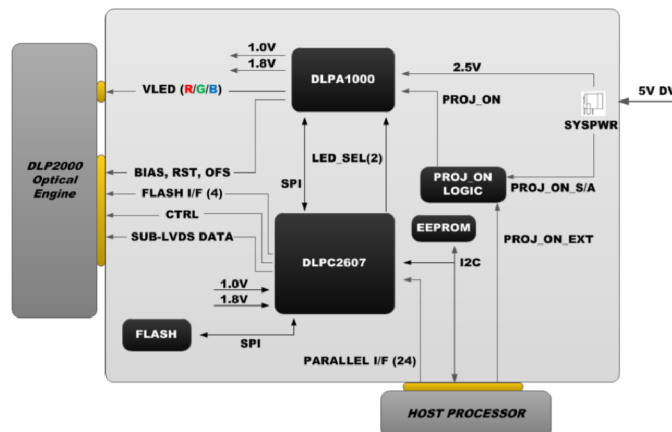 1.0V
1.8V
DLPA1000
2.5V
VLED (R/G/B)
PROJ_ON
SYSPWR
5V DV
DLP2000
Optical
Engine
BIAS, RST, OFS
SPI
LED_SEL(2)
PROJ_ON
LOGIC
PROJ_ON_S/A
FLASH I/F (4)
CTRL
SUB-LVDS DATA
EEPROM
PROJ_ON_EXT
DLPC2607
I2C
1.0V
1.8V
FLASH
SPI
PARALLEL I/F (24)
HOST PROCESSOR